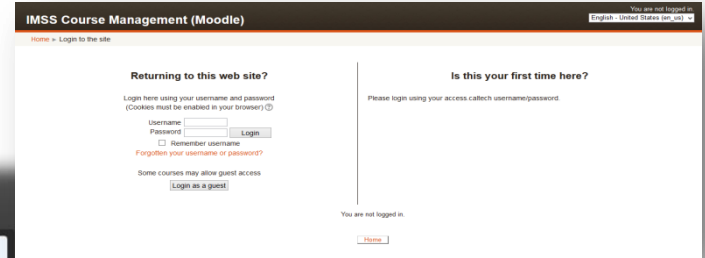 You are not logged in.
IMSS Course Management (Moodle)
English - United States (en_us)
Home » Login to the site
Returning to this web site?
Login here using your username and password
(Cookies must be enabled in your browser) ?
Username
Password
Login
Remember username
Forgotten your username or password?
Some courses may allow guest access
Login as a guest
Is this your first time here?
Please login using your access.caltech username/password.
You are not logged in.
Home